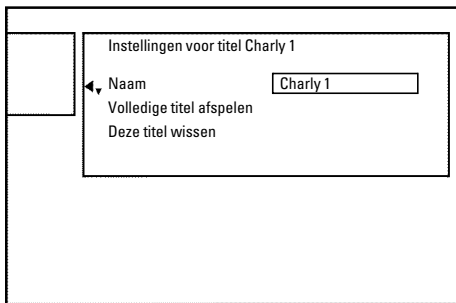 Instellingen voor titel Charly 1
Naam Charly 1
Volledige titel afspelen
Deze titel wissen